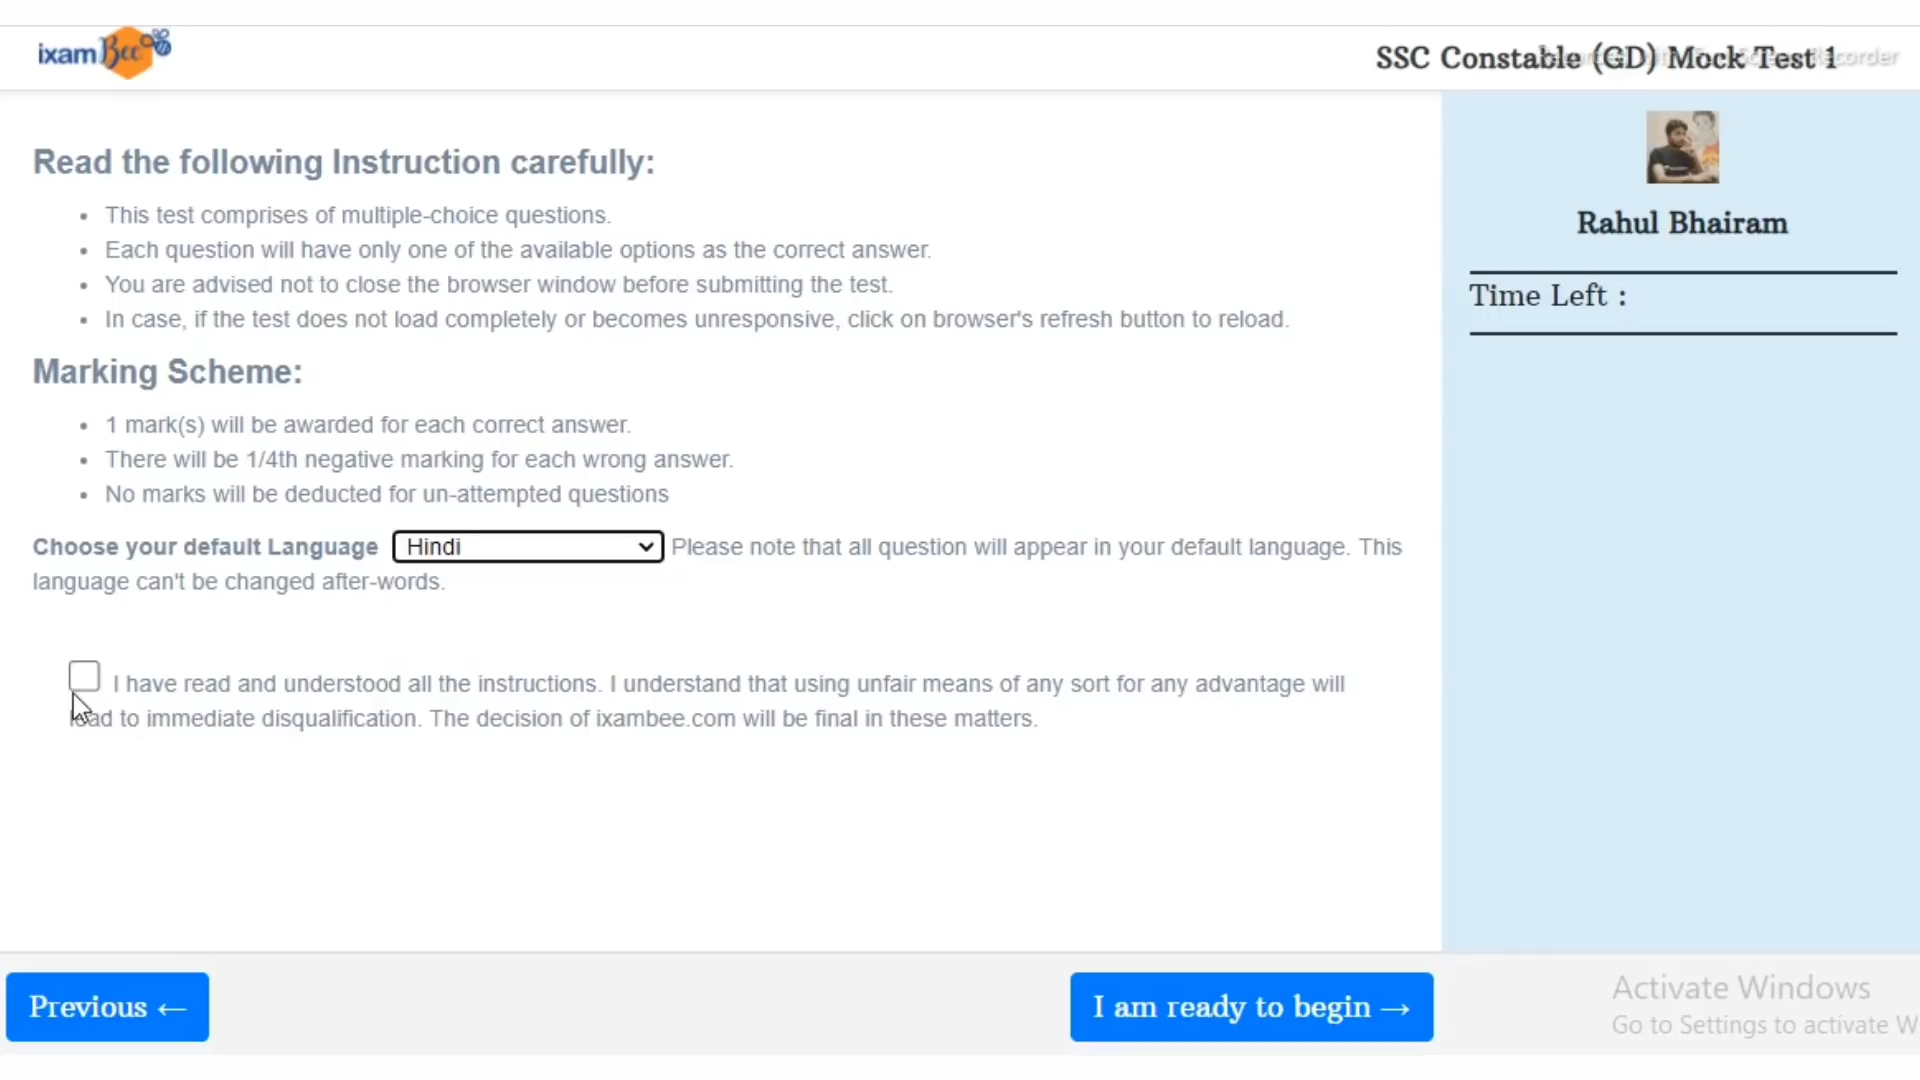 ixamBee
SSC Constable (GD) Mock Test 1
Recorder
Read the following Instruction carefully:
• This test comprises of multiple-choice questions.
• Each question will have only one of the available options as the correct answer.
• You are advised not to close the browser window before submitting the test.
• In case, if the test does not load completely or becomes unresponsive, click on browser's refresh button to reload.
Marking Scheme:
• 1 mark(s) will be awarded for each correct answer.
• There will be 1/4th negative marking for each wrong answer.
• No marks will be deducted for un-attempted questions
Choose your default Language Hindi Please note that all question will appear in your default language. This
language can't be changed after-words.
I have read and understood all the instructions. I understand that using unfair means of any sort for any advantage will
lead to immediate disqualification. The decision of ixambee.com will be final in these matters.
Rahul Bhairam
Time Left :
Previous ←
I am ready to begin →
Activate Windows
Go to Settings to activate W